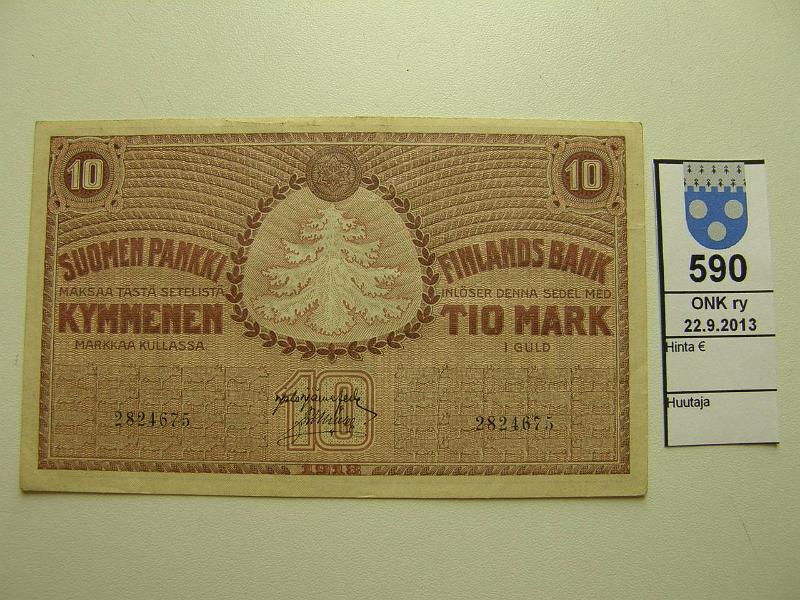 10
10
SUOMEN PANKKI
MAKSAA TÄSTÄ SETELISTÄ
KYMMENEN
MARKKAA KULLASSA
FINLANDS BANK
INLÖSER DENNA SEDEL MED
TIO MARK
I GULD
10
2824675
2824675
1918
590
ONK ry
22.9.2013
Hinta €
Huutaja